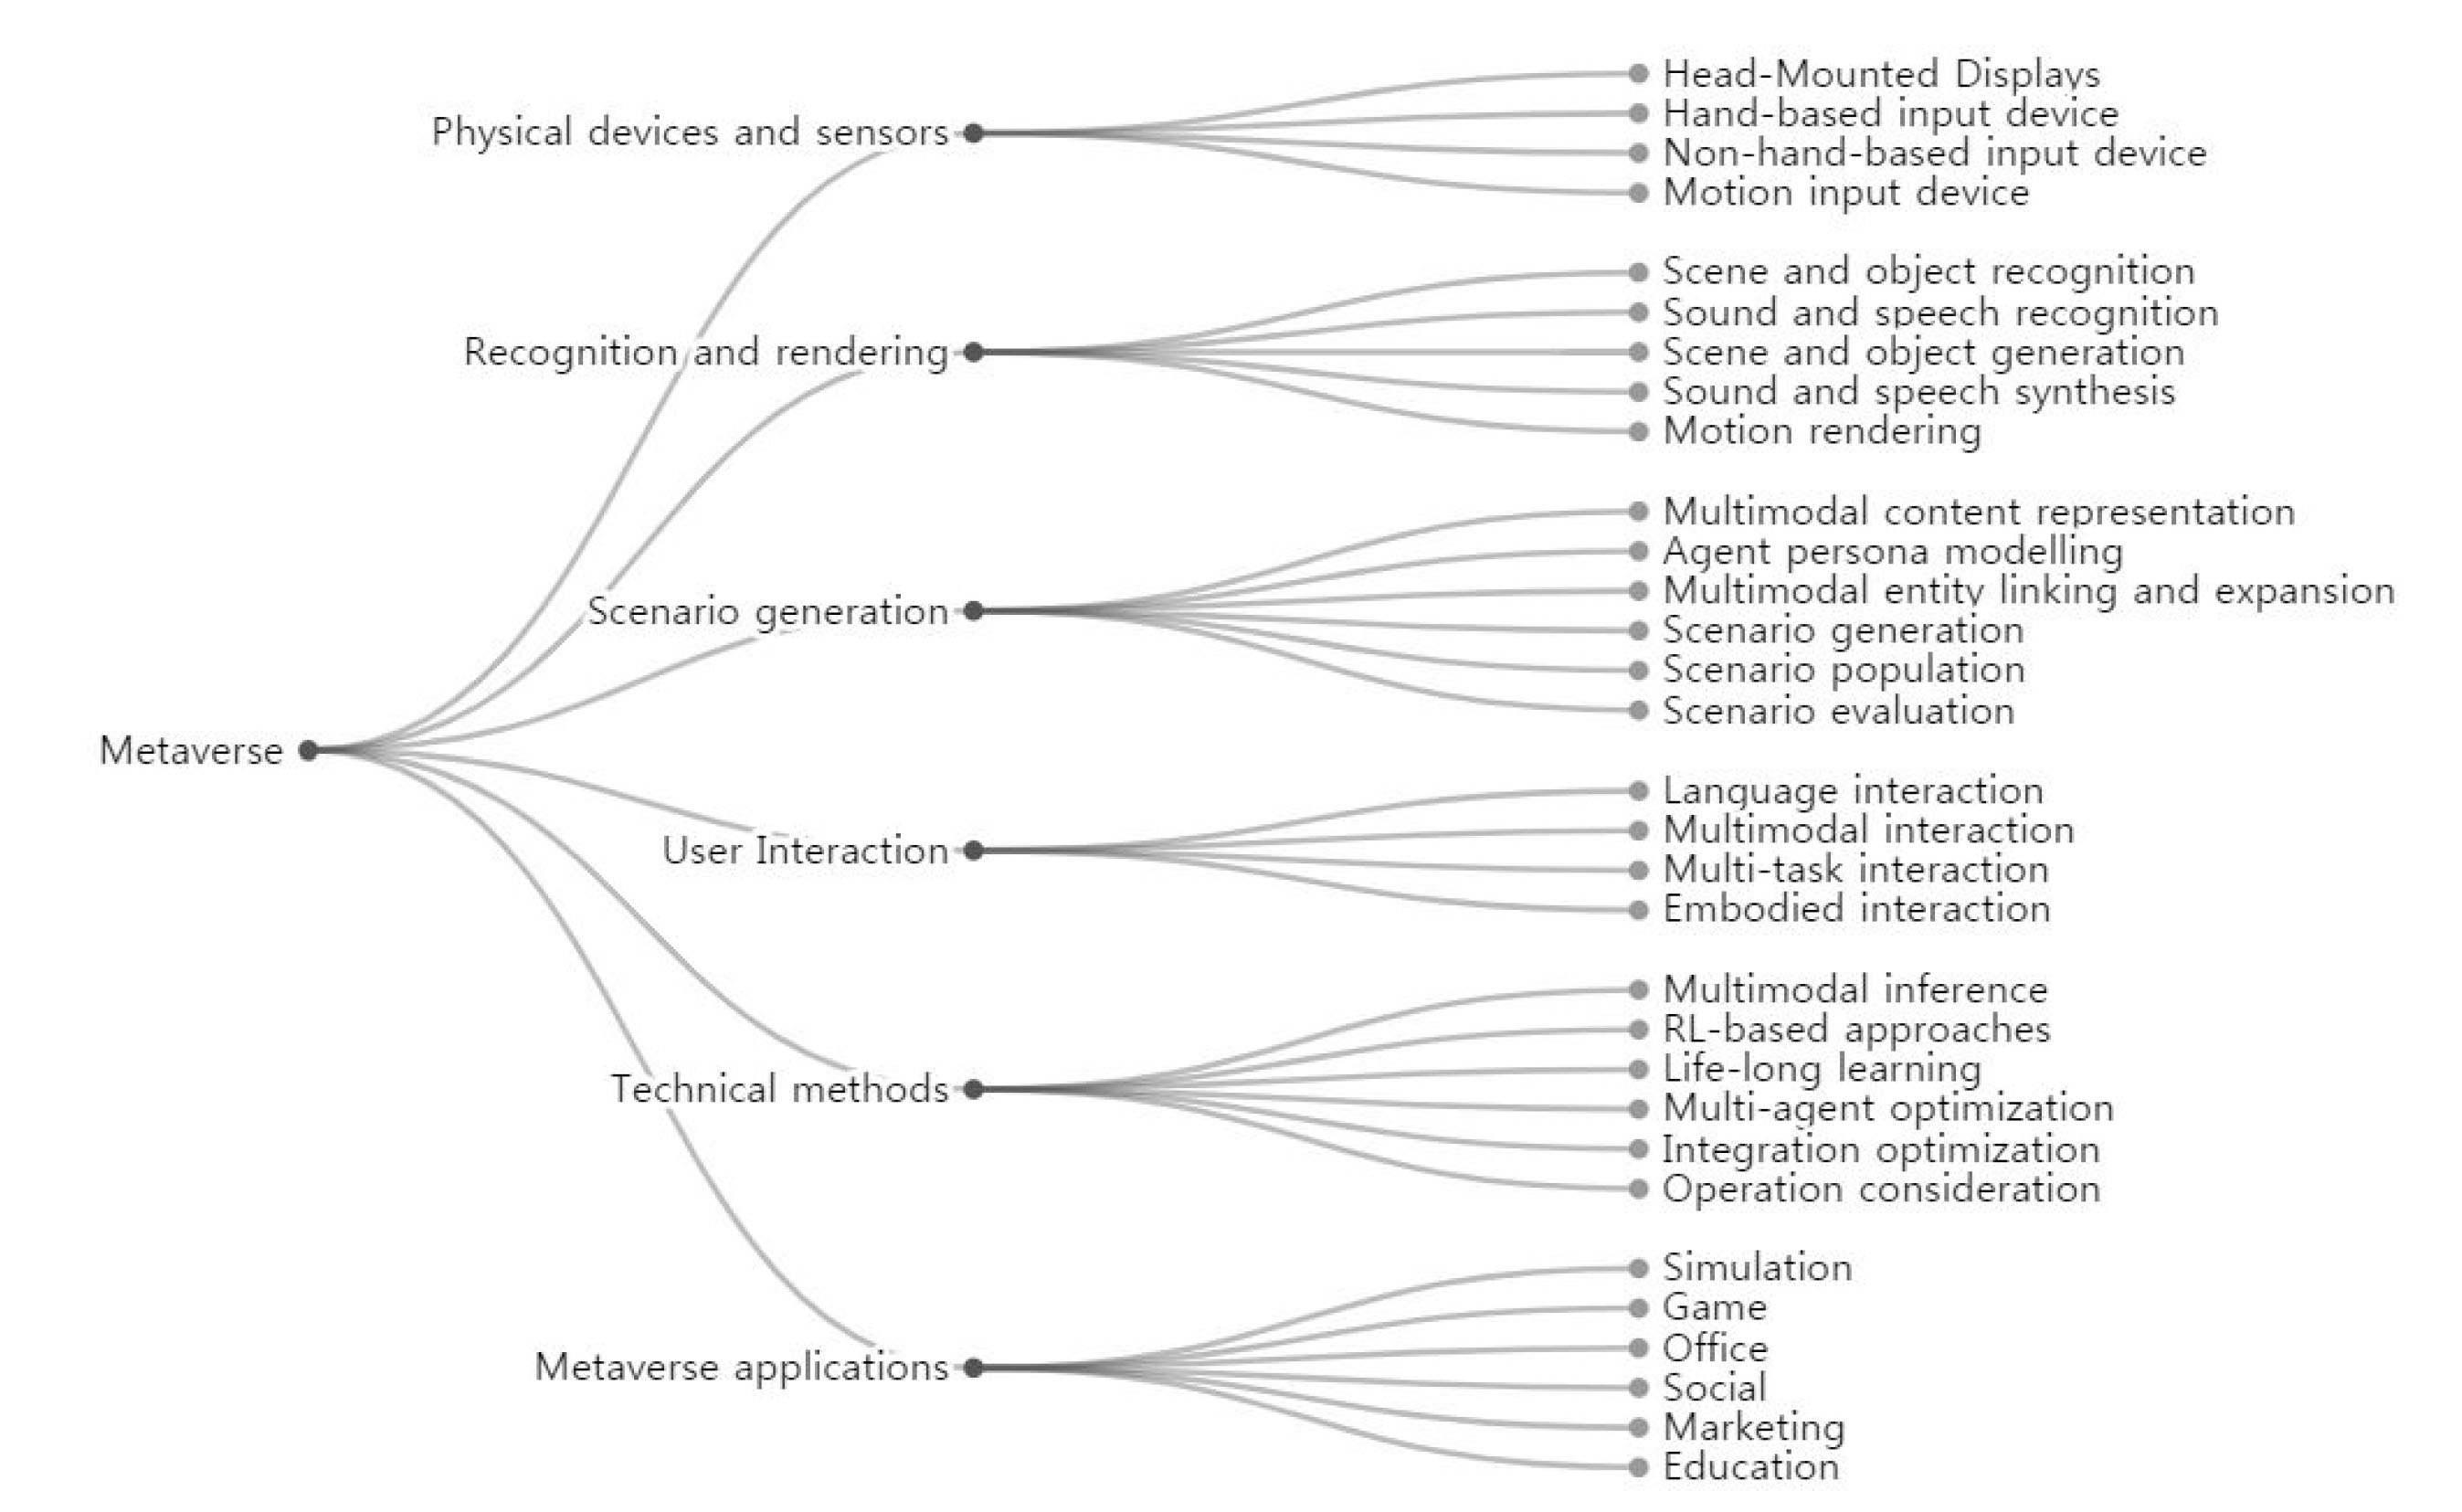 Metaverse
Physical devices and sensors
Head-Mounted Displays
Hand-based input device
Non-hand-based input device
Motion input device
Recognition and rendering
Scene and object recognition
Sound and speech recognition
Scene and object generation
Sound and speech synthesis
Motion rendering
Scenario generation
Multimodal content representation
Agent persona modelling
Multimodal entity linking and expansion
Scenario generation
Scenario population
Scenario evaluation
User Interaction
Language interaction
Multimodal interaction
Multi-task interaction
Embodied interaction
Technical methods
Multimodal inference
RL-based approaches
Life-long learning
Multi-agent optimization
Integration optimization
Operation consideration
Metaverse applications
Simulation
Game
Office
Social
Marketing
Education